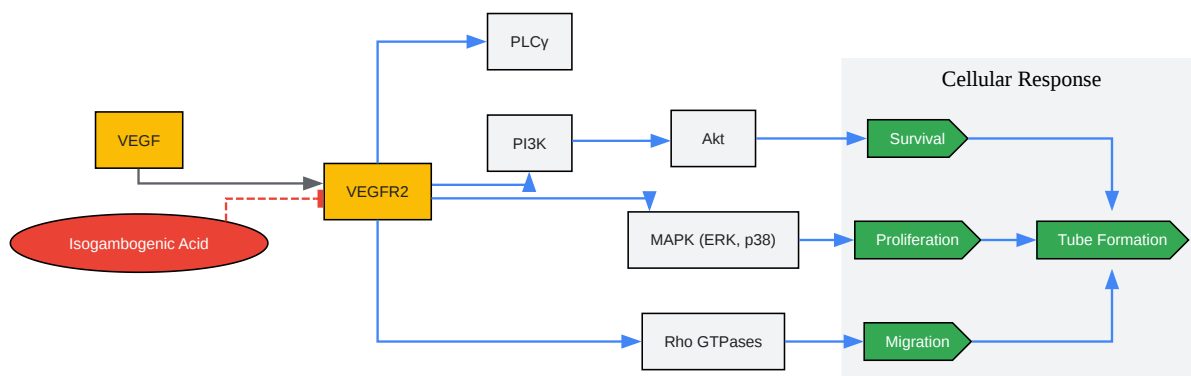 PLCγ
Cellular Response
VEGF
PI3K
Akt
Survival
VEGFR2
Isogambogenic Acid
MAPK (ERK, p38)
Proliferation
Tube Formation
Rho GTPases
Migration